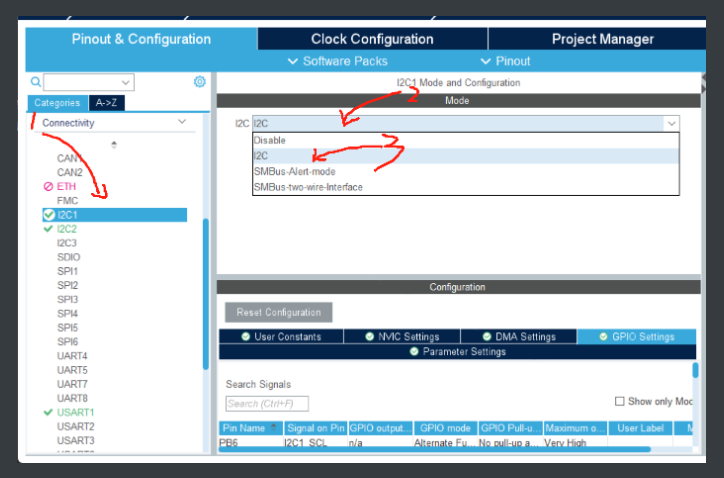 Pinout & Configuration
Clock Configuration
Project Manager
Software Packs
Pinout
Categories
A->Z
Connectivity
CAN1
CAN2
ETH
FMC
I2C1
I2C2
I2C3
SDIO
SPI1
SPI2
SPI3
SPI4
SPI5
SPI6
UART4
UART5
UART7
UART8
USART1
USART2
USART3
I2C1 Mode and Configuration
Mode
I2C I2C
Disable
I2C
SMBus-Alert-mode
SMBus-two-wire-Interface
1
2
3
Configuration
Reset Configuration
User Constants
NVIC Settings
DMA Settings
GPIO Settings
Parameter Settings
Search Signals
Search (Ctrl+F)
Show only Mod
Pin Name
Signal on Pin
GPIO output...
GPIO mode
GPIO Pull-u...
Maximum o...
User Label
PB6
I2C1_SCL
n/a
Alternate Fu...
No pull-up a...
Very High